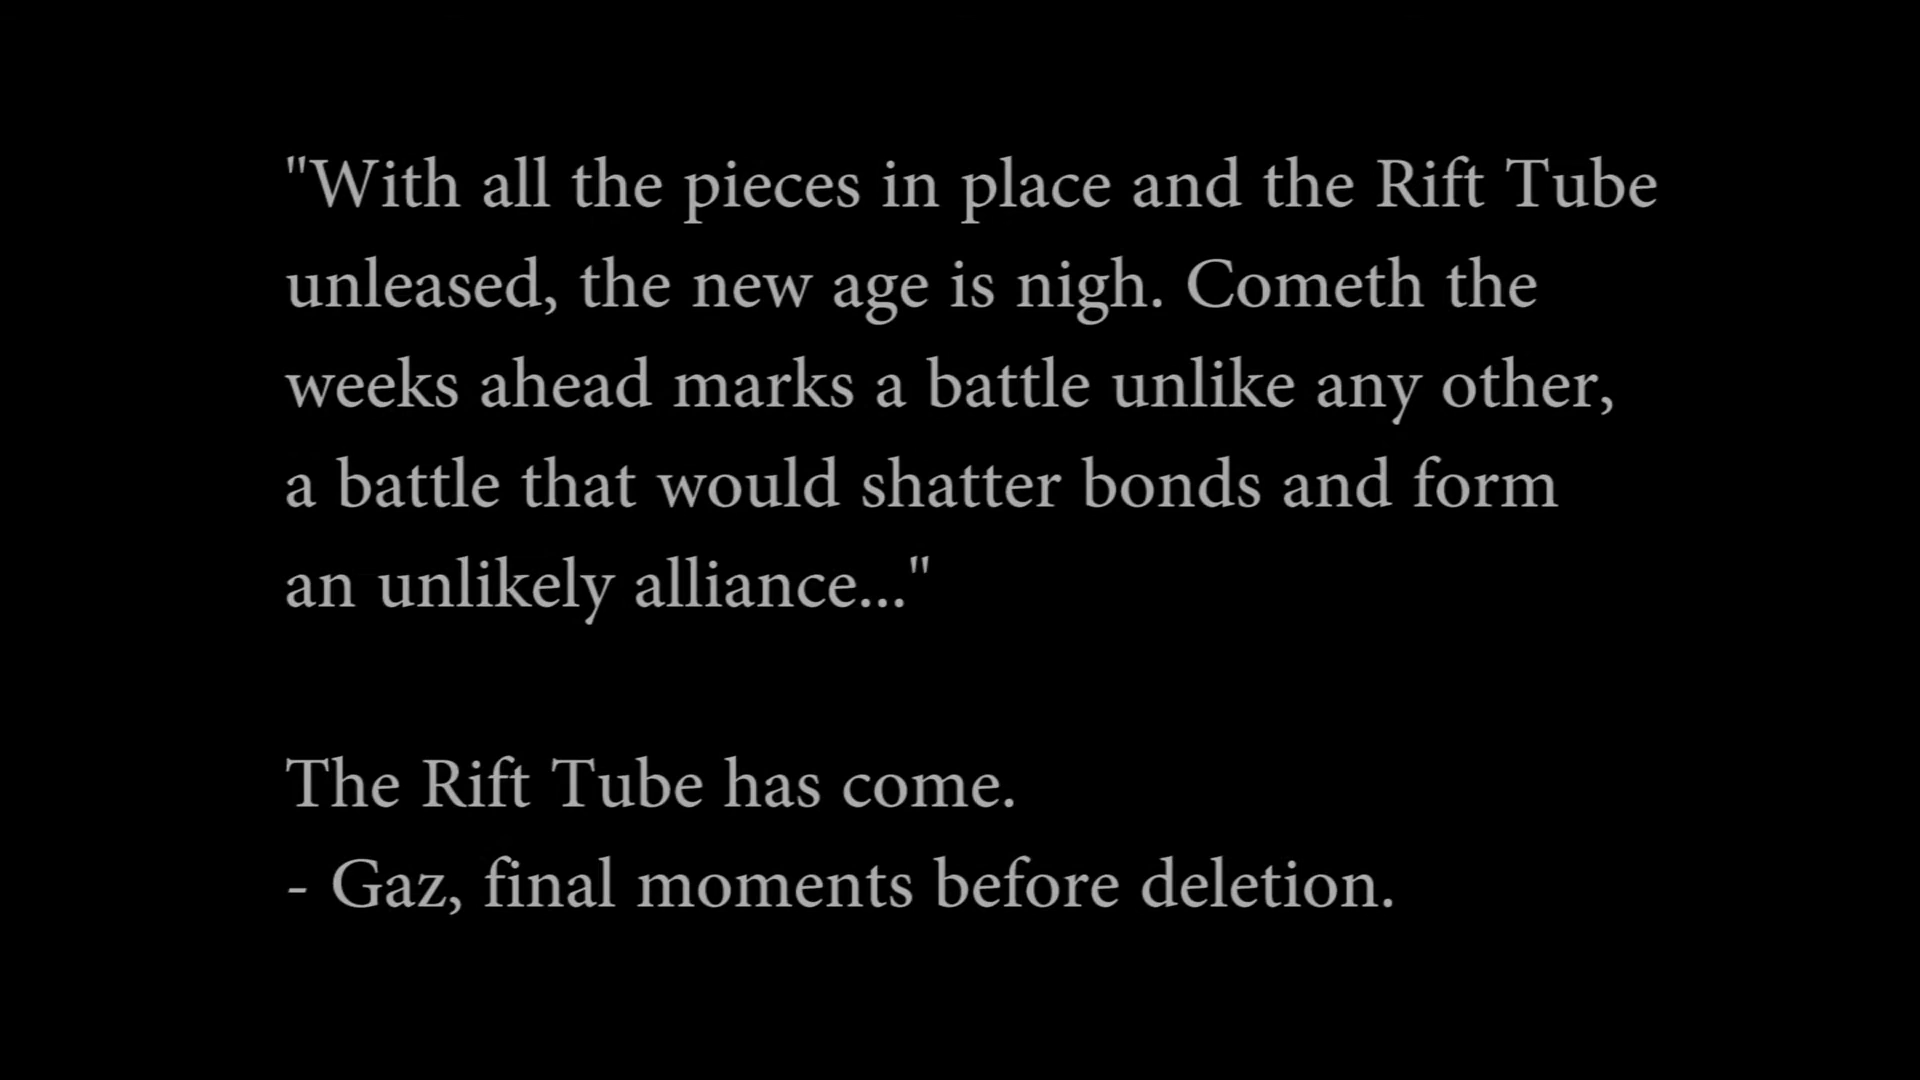 "With all the pieces in place and the Rift Tube
unleased, the new age is nigh. Cometh the
weeks ahead marks a battle unlike any other,
a battle that would shatter bonds and form
an unlikely alliance..."
The Rift Tube has come.
- Gaz, final moments before deletion.